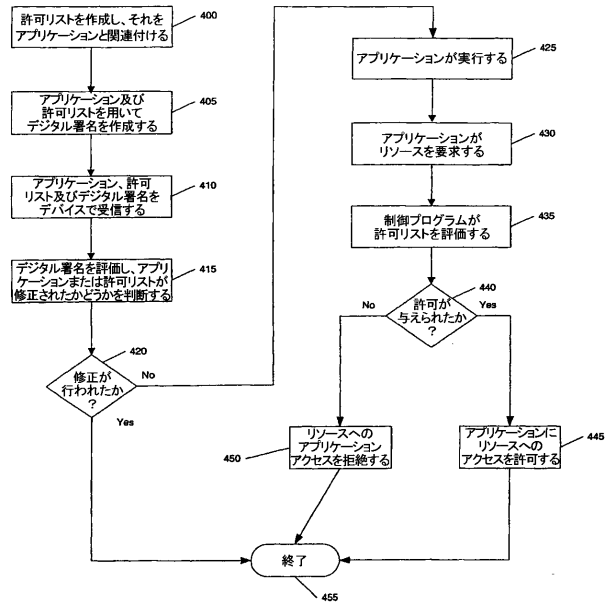 許可リストを作成し、それを
アプリケーションと関連付ける
400
アプリケーション及び
許可リストを用いて
デジタル署名を作成する
405
アプリケーション、許可
リスト及びデジタル署名を
デバイスで受信する
410
デジタル署名を評価し、アプリ
ケーションまたは許可リストが
修正されたかどうかを判断する
415
420
修正が
行われたか
?
No
Yes
アプリケーションが実行する
425
アプリケーションが
リソースを要求する
430
制御プログラムが
許可リストを評価する
435
440
許可が
与えられたか
?
No
Yes
リソースへの
アプリケーション
アクセスを拒絶する
450
アプリケーションに
リソースへの
アクセスを許可する
445
終了
455